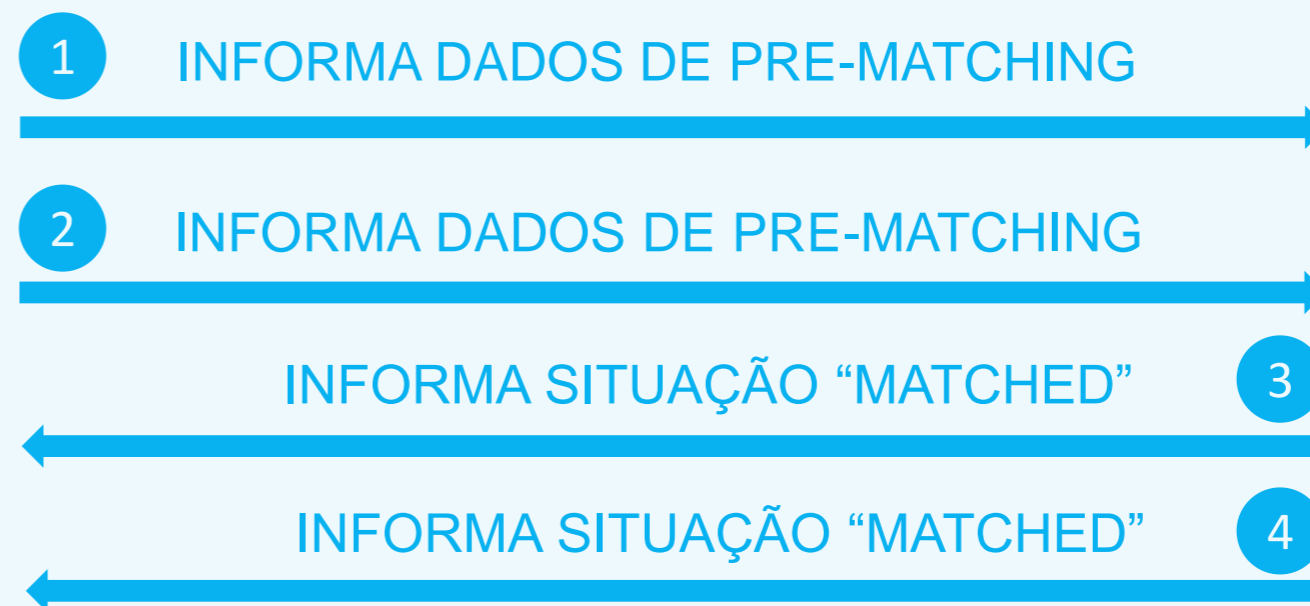 1 INFORMA DADOS DE PRE-MATCHING
2 INFORMA DADOS DE PRE-MATCHING
INFORMA SITUAÇÃO “MATCHED” 3
INFORMA SITUAÇÃO “MATCHED” 4